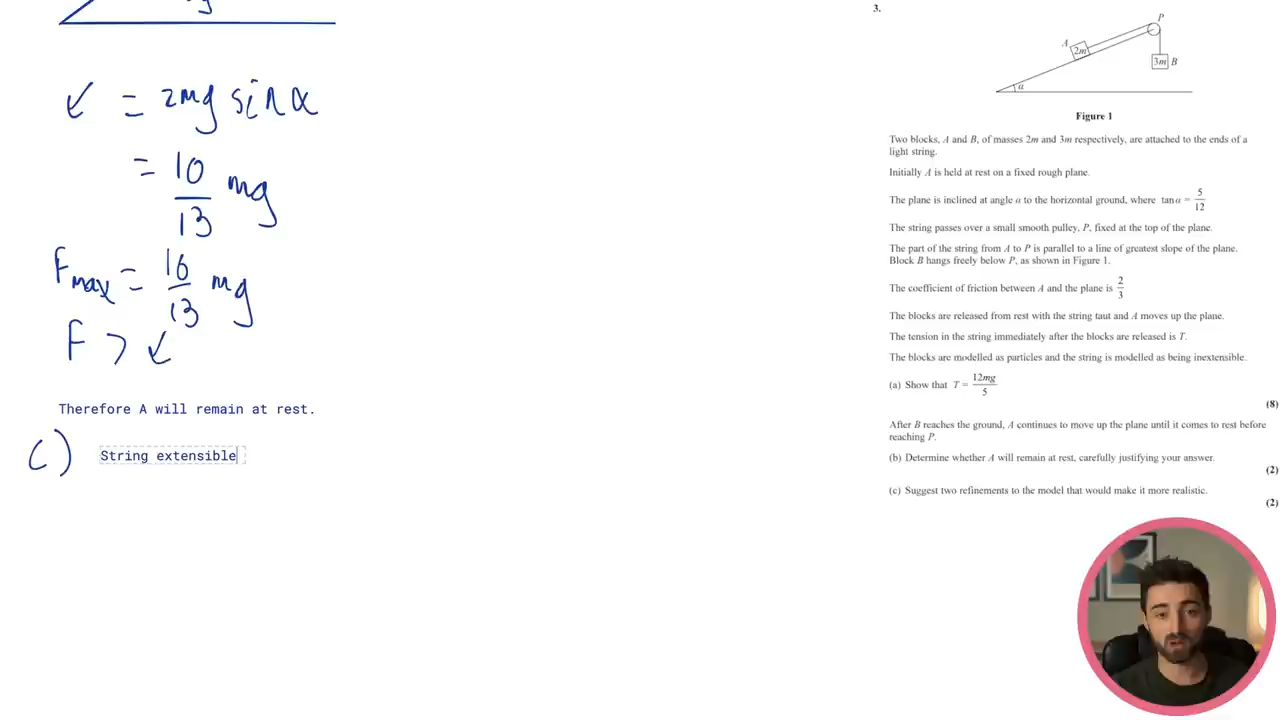 ↙ = 2mg sin α
= 10/13 mg
Fmax = 16/13 mg
F > ↙
Therefore A will remain at rest.
C) String extensible
3.
P
A
2m
3m B
α
Figure 1
Two blocks, A and B, of masses 2m and 3m respectively, are attached to the ends of a
light string.
Initially A is held at rest on a fixed rough plane.
The plane is inclined at angle α to the horizontal ground, where tan α = 5/12
The string passes over a small smooth pulley, P, fixed at the top of the plane.
The part of the string from A to P is parallel to a line of greatest slope of the plane.
Block B hangs freely below P, as shown in Figure 1.
The coefficient of friction between A and the plane is 2/3
The blocks are released from rest with the string taut and A moves up the plane.
The tension in the string immediately after the blocks are released is T.
The blocks are modelled as particles and the string is modelled as being inextensible.
(a) Show that T = 12mg/5
(8)
After B reaches the ground, A continues to move up the plane until it comes to rest before
reaching P.
(b) Determine whether A will remain at rest, carefully justifying your answer.
(2)
(c) Suggest two refinements to the model that would make it more realistic.
(2)